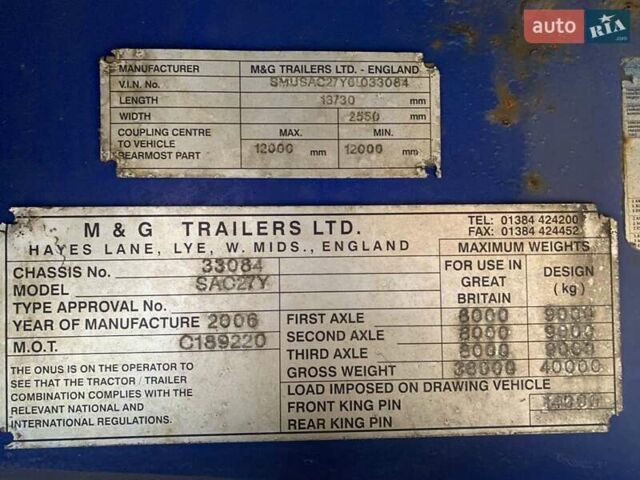 auto RIA .com
MANUFACTURER M&G TRAILERS LTD. - ENGLAND
V.I.N. No. SMUSAC27Y6L033084
LENGTH 13730 mm
WIDTH 2550 mm
COUPLING CENTRE TO VEHICLE REARMOST PART MAX. 12000 mm MIN. 12000 mm
M & G TRAILERS LTD.
HAYES LANE, LYE, W. MIDS., ENGLAND
TEL: 01384 424200
FAX: 01384 424452
MAXIMUM WEIGHTS
FOR USE IN GREAT BRITAIN DESIGN (kg)
CHASSIS No. 33084
MODEL SAC27Y
TYPE APPROVAL No.
YEAR OF MANUFACTURE 2006
M.O.T. C189220
THE ONUS IS ON THE OPERATOR TO
SEE THAT THE TRACTOR / TRAILER
COMBINATION COMPLIES WITH THE
RELEVANT NATIONAL AND
INTERNATIONAL REGULATIONS.
FIRST AXLE 8000 9000
SECOND AXLE 8000 9000
THIRD AXLE 8000 9000
GROSS WEIGHT 38000 40000
LOAD IMPOSED ON DRAWING VEHICLE
FRONT KING PIN
REAR KING PIN